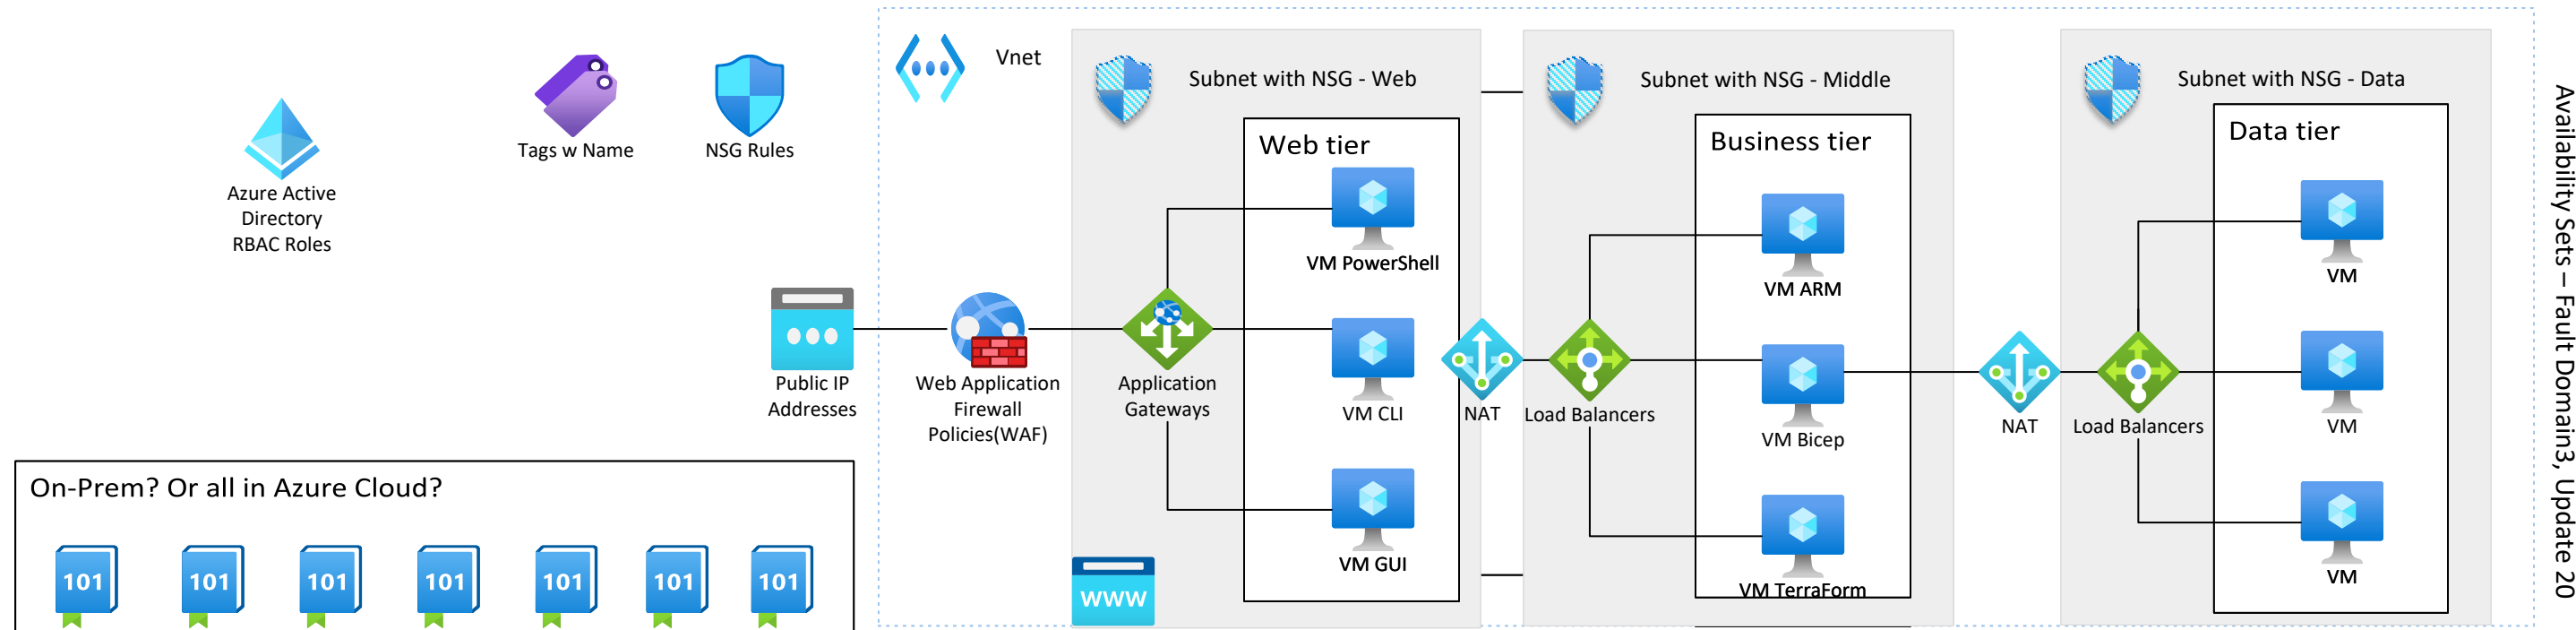 Azure Active
Directory
RBAC Roles
Tags w Name
NSG Rules
Vnet
Public IP
Addresses
Web Application
Firewall
Policies(WAF)
Subnet with NSG - Web
Application
Gateways
Web tier
VM PowerShell
VM CLI
VM GUI
WWW
NAT
Subnet with NSG - Middle
Load Balancers
Business tier
VM ARM
VM Bicep
VM TerraForm
NAT
Subnet with NSG - Data
Load Balancers
Data tier
VM
VM
VM
Availability Sets – Fault Domain3, Update 20
On-Prem? Or all in Azure Cloud?
101
101
101
101
101
101
101